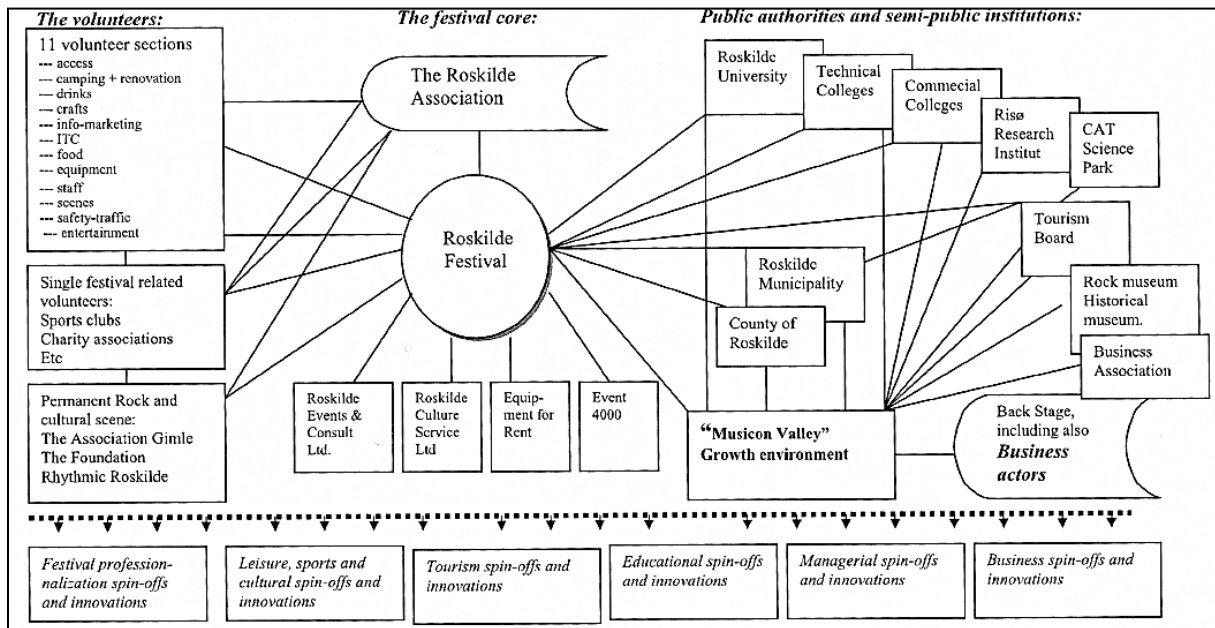 The volunteers:
The festival core:
Public authorities and semi-public institutions:
11 volunteer sections
--- access
--- camping + renovation
--- drinks
--- crafts
--- info-marketing
--- ITC
--- food
--- equipment
--- staff
--- scenes
--- safety-traffic
--- entertainment
Single festival related
volunteers:
Sports clubs
Charity associations
Etc
Permanent Rock and
cultural scene:
The Association Gimle
The Foundation
Rhythmic Roskilde
The Roskilde
Association
Roskilde
Festival
Roskilde
Events &
Consult
Ltd.
Roskilde
Culture
Service
Ltd
Equip-
ment for
Rent
Event
4000
Roskilde
University
Technical
Colleges
Commecial
Colleges
Risø
Research
Institut
CAT
Science
Park
Tourism
Board
Roskilde
Municipality
County of
Roskilde
Rock museum
Historical
museum.
Business
Association
“Musicon Valley”
Growth environment
Back Stage,
including also
Business
actors
Festival profession-
nalization spin-offs
and innovations
Leisure, sports and
cultural spin-offs and
innovations
Tourism spin-offs and
innovations
Educational spin-offs
and innovations
Managerial spin-offs
and innovations
Business spin-offs and
innovations